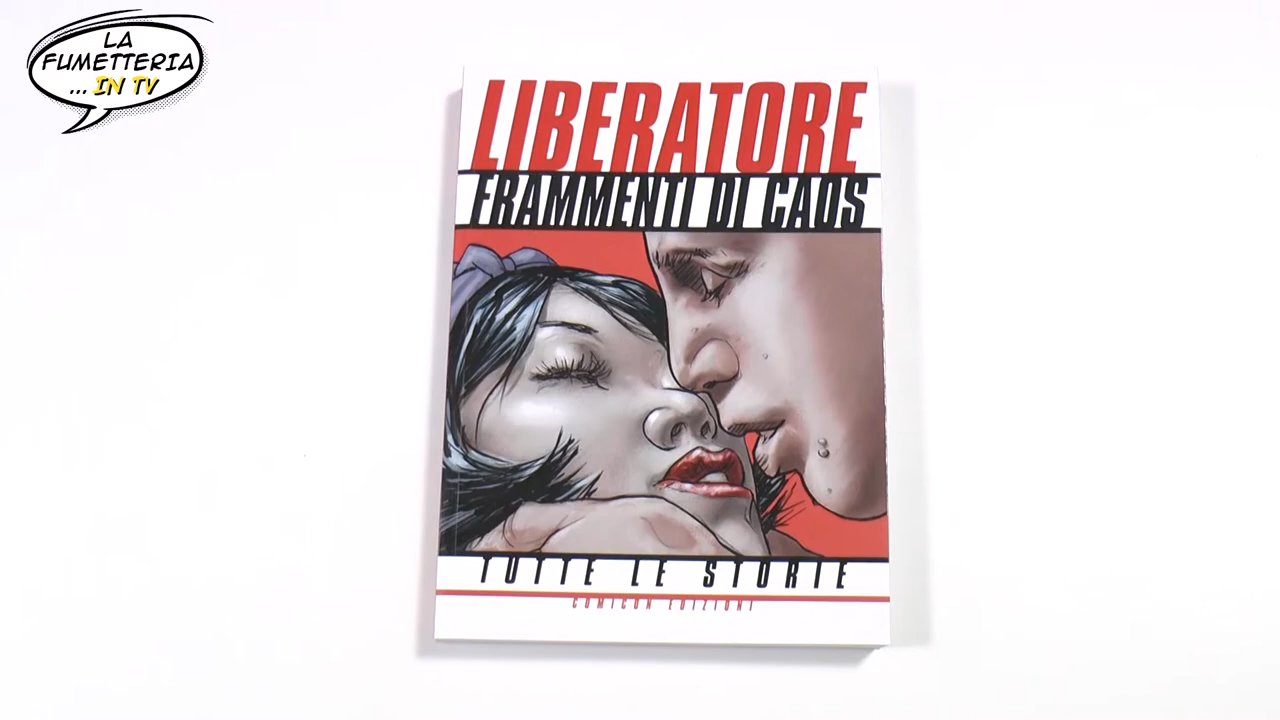 LA
FUMETTERIA
... IN TV
LIBERATORE
FRAMMENTI DI CAOS
TUTTE LE STORIE
COMICON EDIZIONI